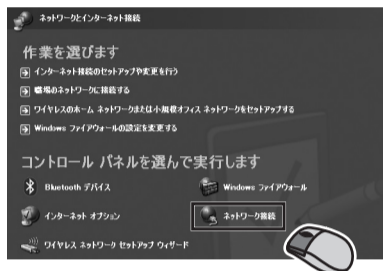 ネットワークとインターネット接続
作業を選びます
インターネット接続のセットアップや変更を行う
職場のネットワークに接続する
ワイヤレスのホーム ネットワークまたは小規模オフィス ネットワークをセットアップする
Windows ファイアウォールの設定を変更する
コントロール パネルを選んで実行します
Bluetooth デバイス
Windows ファイアウォール
インターネット オプション
ネットワーク接続
ワイヤレス ネットワーク セットアップ ウィザード